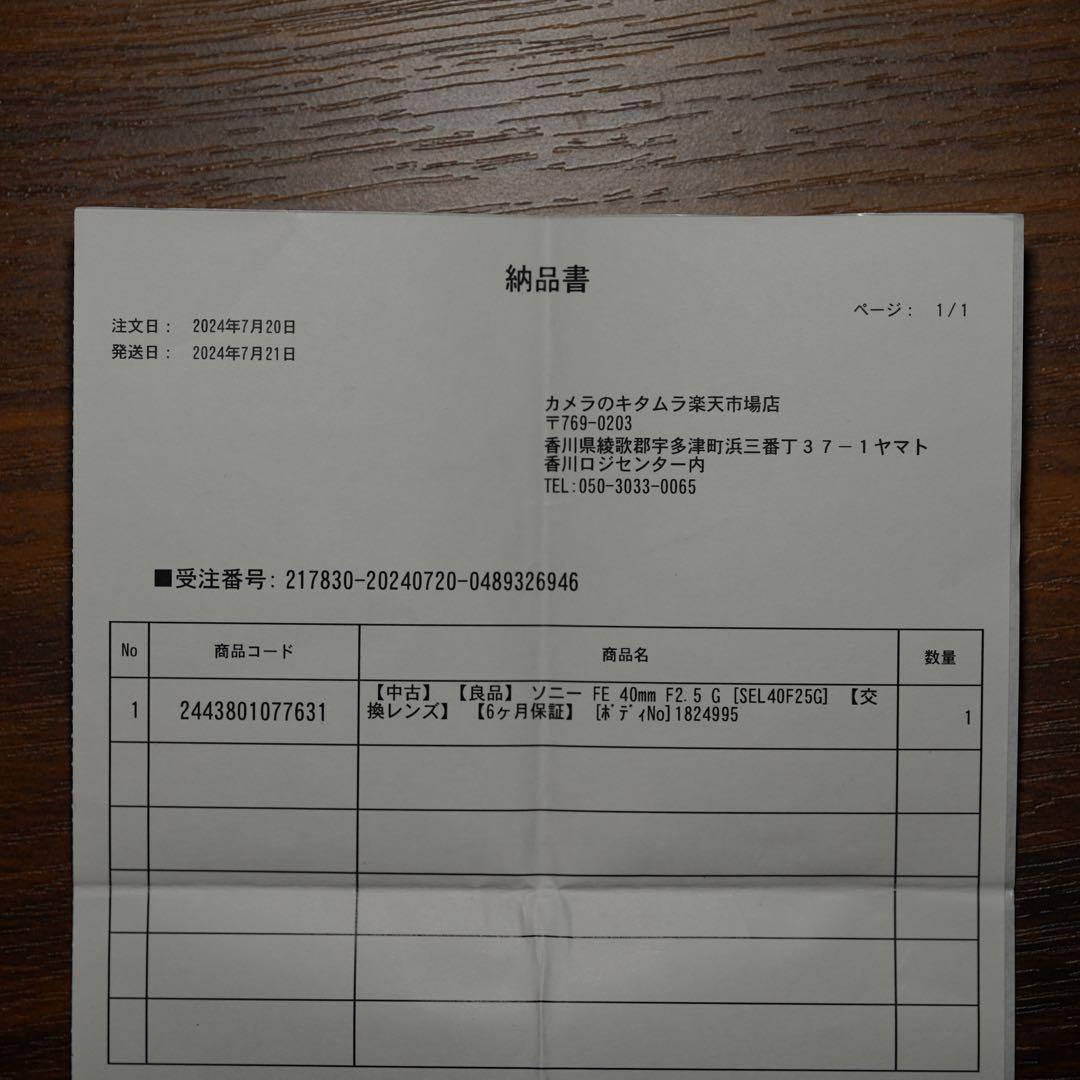 納品書
ページ： 1/1
注文日： 2024年7月20日
発送日： 2024年7月21日
カメラのキタムラ楽天市場店
〒769-0203
香川県綾歌郡宇多津町浜三番丁３７－１ヤマト
香川ロジセンター内
TEL:050-3033-0065
■受注番号: 217830-20240720-0489326946
No 商品コード 商品名 数量
1 2443801077631 【中古】 【良品】 ソニー FE 40mm F2.5 G [SEL40F25G] 【交
換レンズ】 【6ヶ月保証】 [ﾎﾞﾃﾞｨNo]1824995 1